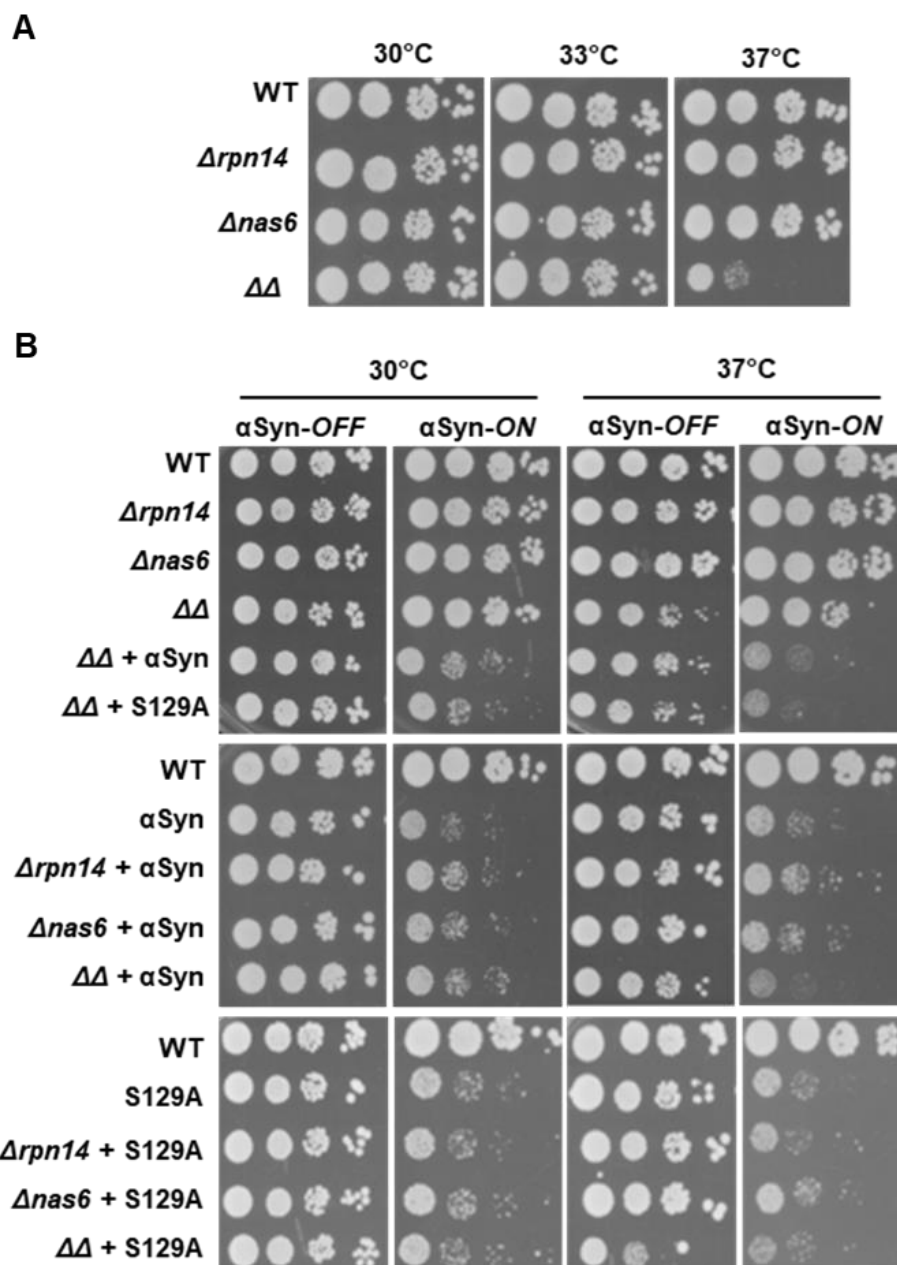 A
30°C 33°C 37°C
WT
Δrpn14
Δnas6
ΔΔ
B
30°C 37°C
αSyn-OFF αSyn-ON αSyn-OFF αSyn-ON
WT
Δrpn14
Δnas6
ΔΔ
ΔΔ + αSyn
ΔΔ + S129A
WT
αSyn
Δrpn14 + αSyn
Δnas6 + αSyn
ΔΔ + αSyn
WT
S129A
Δrpn14 + S129A
Δnas6 + S129A
ΔΔ + S129A